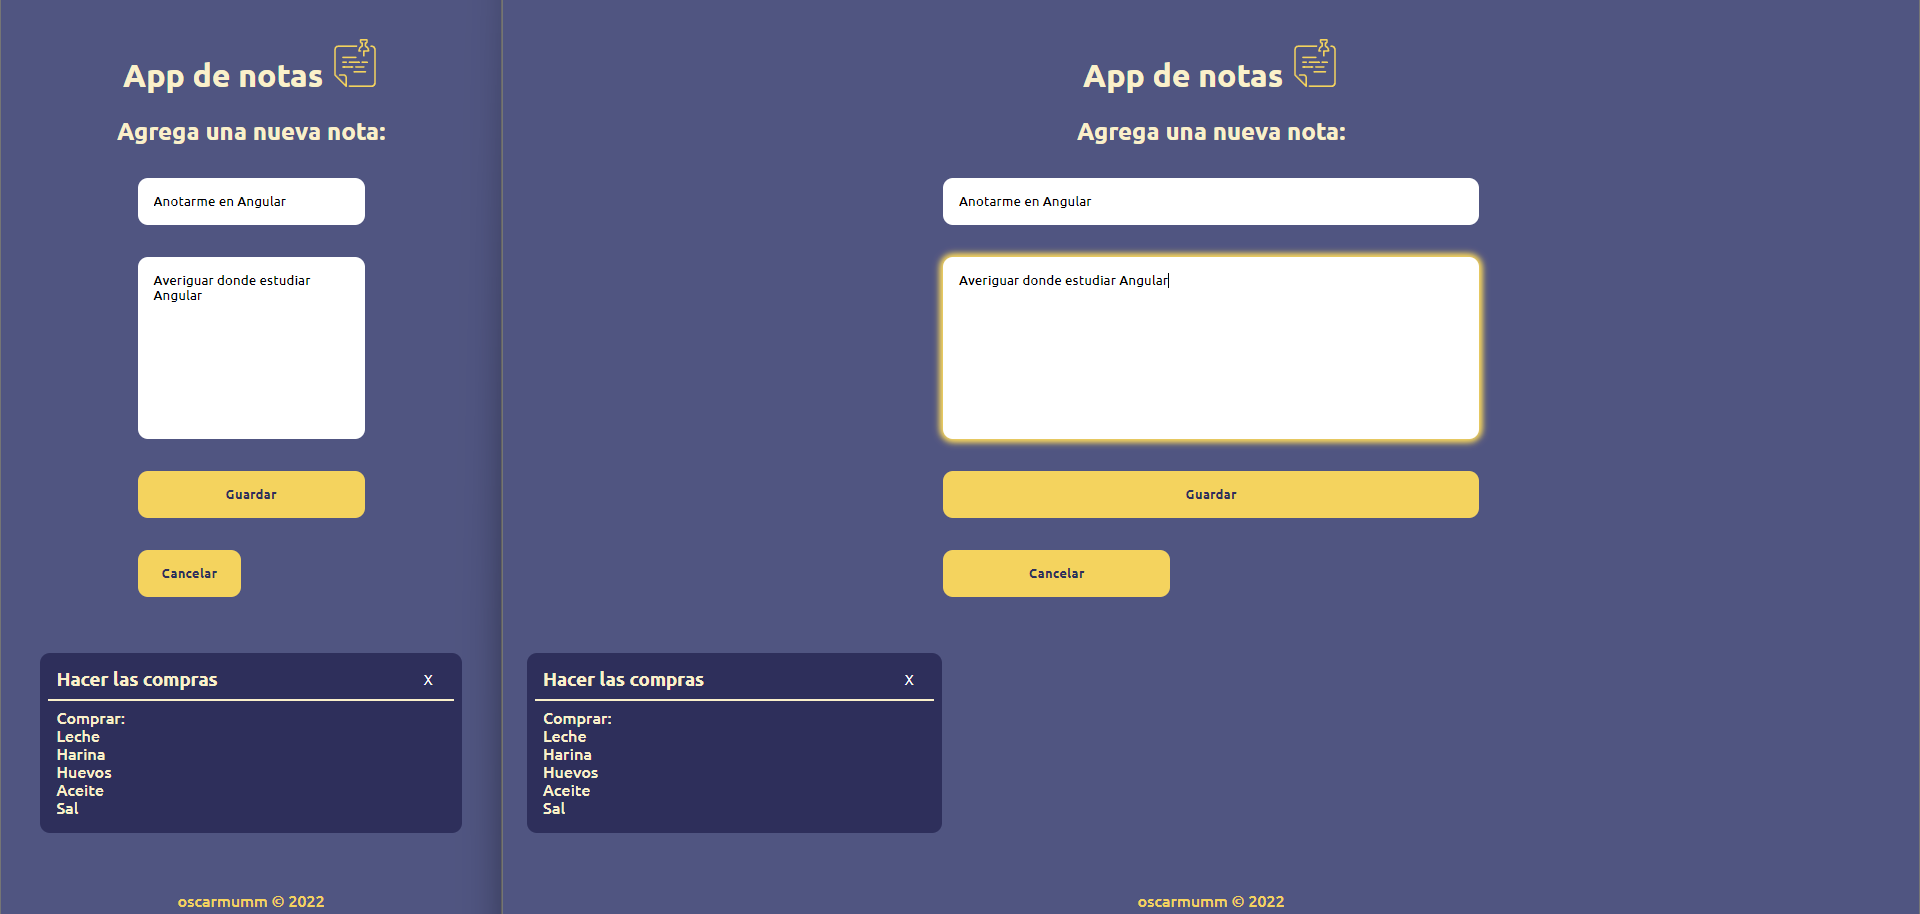 App de notas
Agrega una nueva nota:
Anotarme en Angular
Averiguar donde estudiar
Angular
Guardar
Cancelar
Hacer las compras X
Comprar:
Leche
Harina
Huevos
Aceite
Sal
oscarmumm © 2022
App de notas
Agrega una nueva nota:
Anotarme en Angular
Averiguar donde estudiar Angular
Guardar
Cancelar
Hacer las compras X
Comprar:
Leche
Harina
Huevos
Aceite
Sal
oscarmumm © 2022